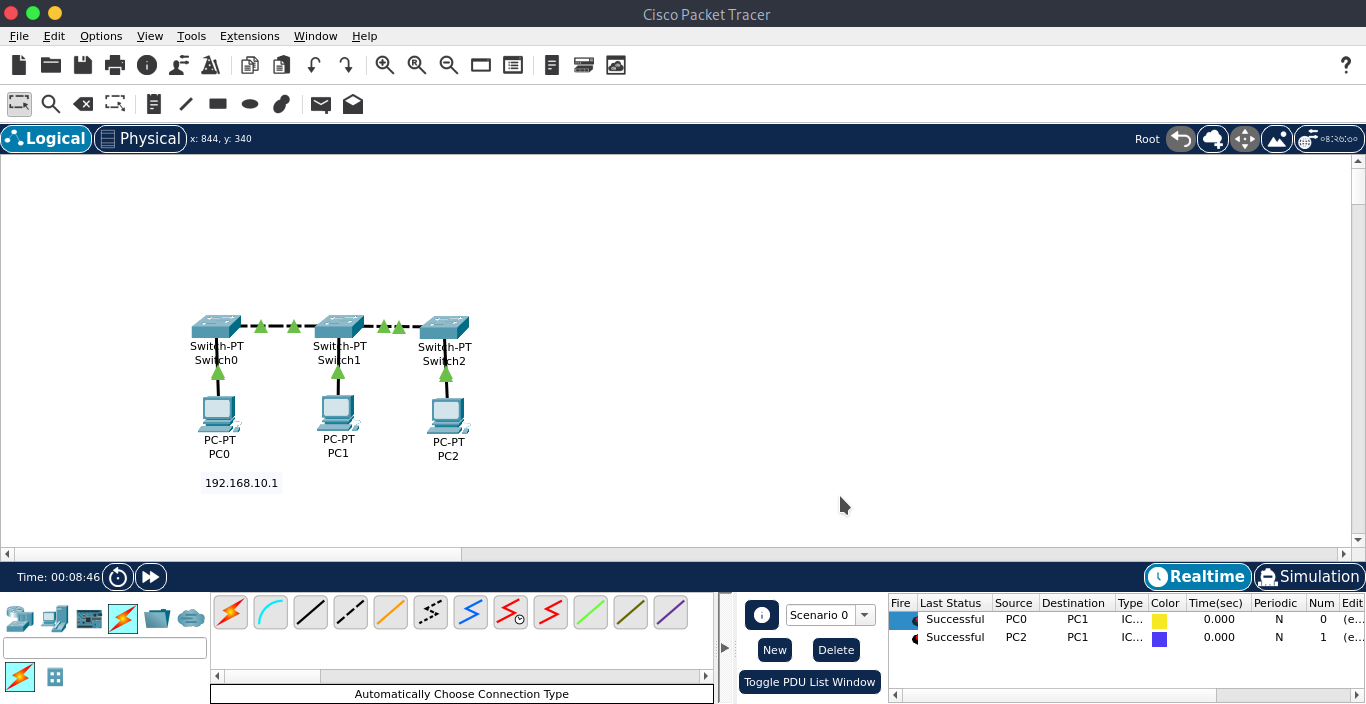 Cisco Packet Tracer
File Edit Options View Tools Extensions Window Help
Logical Physical x: 844, y: 340 Root
Switch-PT Switch-PT Switch-PT
Switch0 Switch1 Switch2
PC-PT PC-PT PC-PT
PC0 PC1 PC2
192.168.10.1
Time: 00:08:46 Realtime Simulation
Scenario 0
New Delete
Toggle PDU List Window
Automatically Choose Connection Type
Fire Last Status Source Destination Type Color Time(sec) Periodic Num Edit
Successful PC0 PC1 IC... 0.000 N 0 (e...
Successful PC2 PC1 IC... 0.000 N 1 (e...